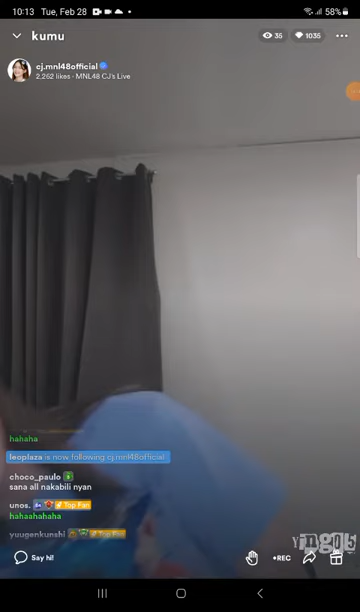 10:13 Tue, Feb 28
58%
kumu
35
1035
cj.mnl48official
2,262 likes · MNL48 CJ's Live
hahaha
leoplaza is now following cj.mnl48official
choco_paulo
sana all nakabili nyan
unos. Top Fan
hahaahahaha
yuugenkunshi Top Fan
Say hi!
•REC